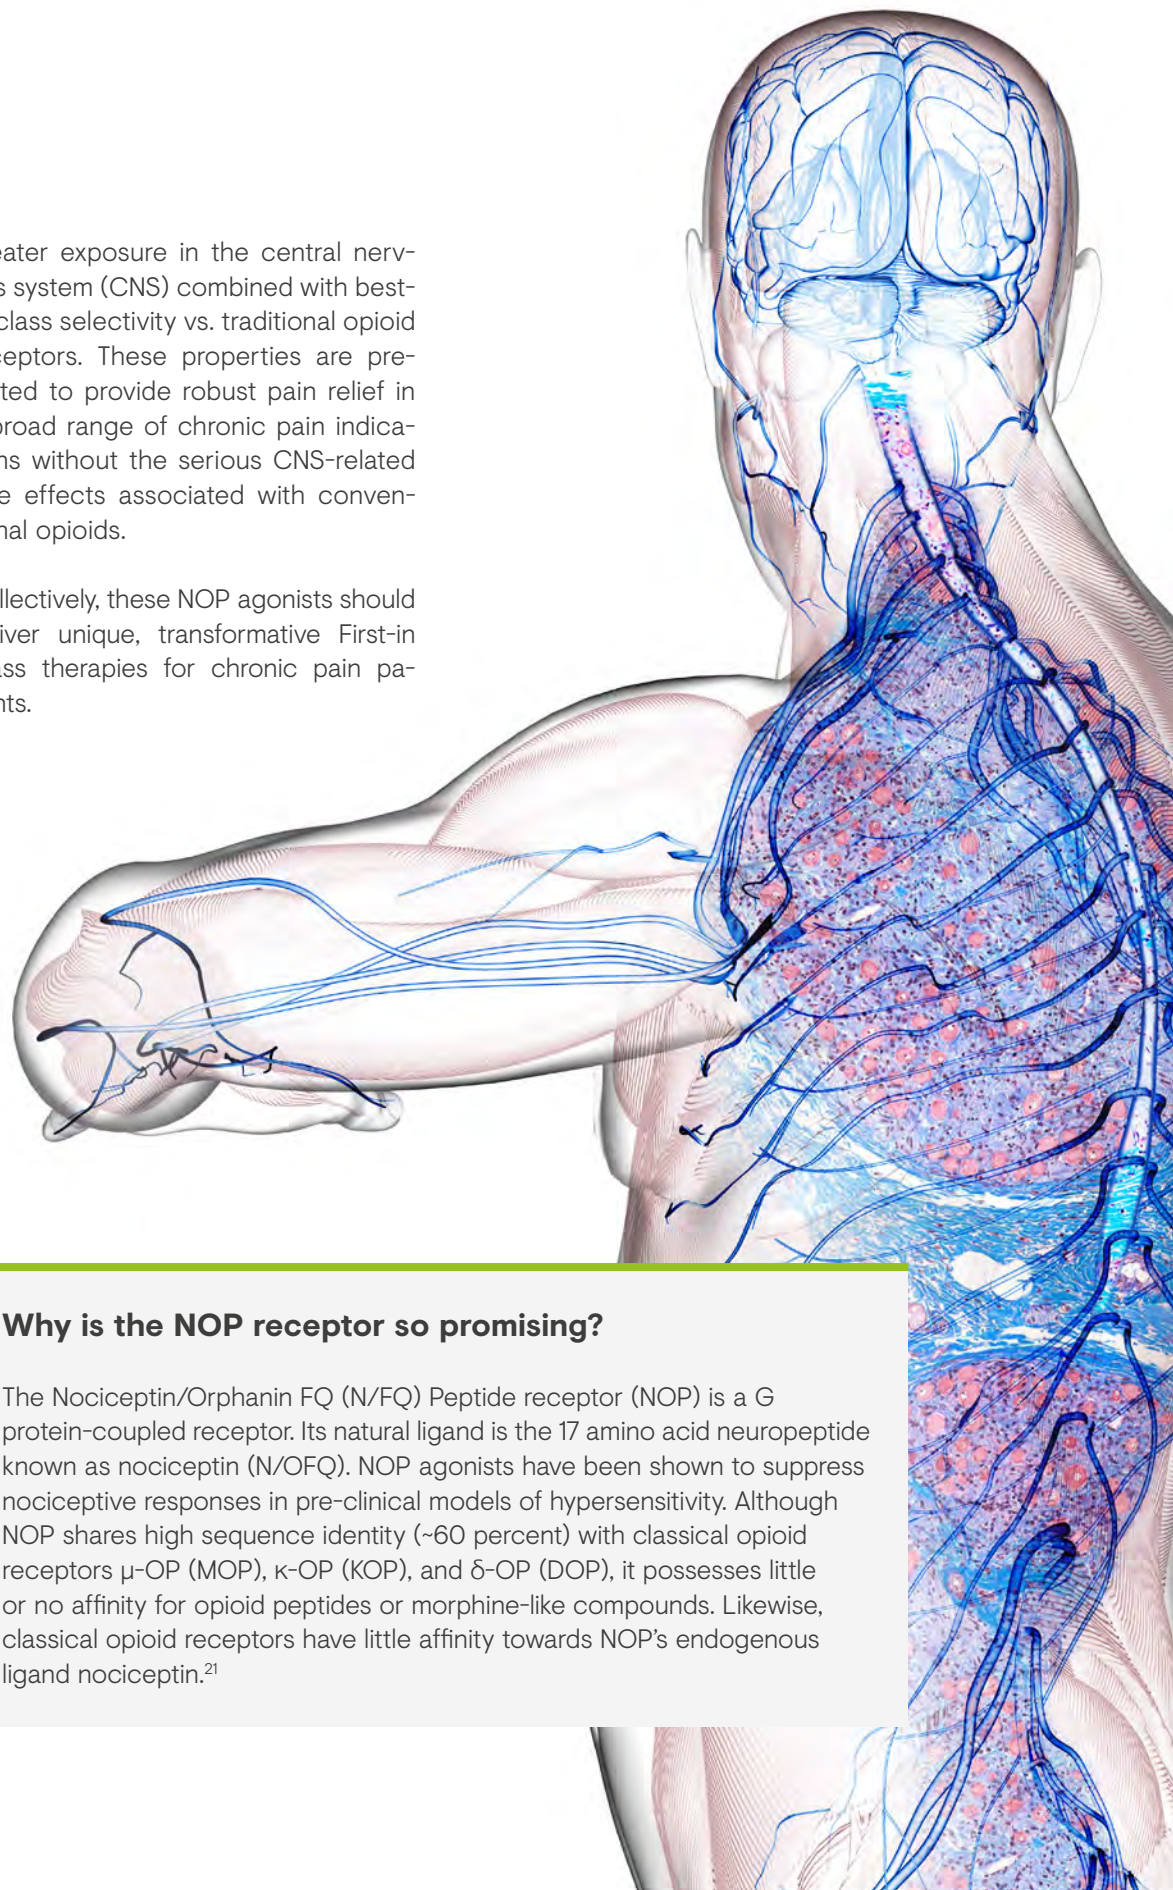 eater exposure in the central nerv-
s system (CNS) combined with best-
class selectivity vs. traditional opioid
ceptors. These properties are pre-
ted to provide robust pain relief in
broad range of chronic pain indica-
ns without the serious CNS-related
e effects associated with conven-
nal opioids.
llectively, these NOP agonists should
iver unique, transformative First-in
ass therapies for chronic pain pa-
nts.
Why is the NOP receptor so promising?
The Nociceptin/Orphanin FQ (N/FQ) Peptide receptor (NOP) is a G
protein-coupled receptor. Its natural ligand is the 17 amino acid neuropeptide
known as nociceptin (N/OFQ). NOP agonists have been shown to suppress
nociceptive responses in pre-clinical models of hypersensitivity. Although
NOP shares high sequence identity (~60 percent) with classical opioid
receptors μ-OP (MOP), κ-OP (KOP), and δ-OP (DOP), it possesses little
or no affinity for opioid peptides or morphine-like compounds. Likewise,
classical opioid receptors have little affinity towards NOP’s endogenous
ligand nociceptin.²¹